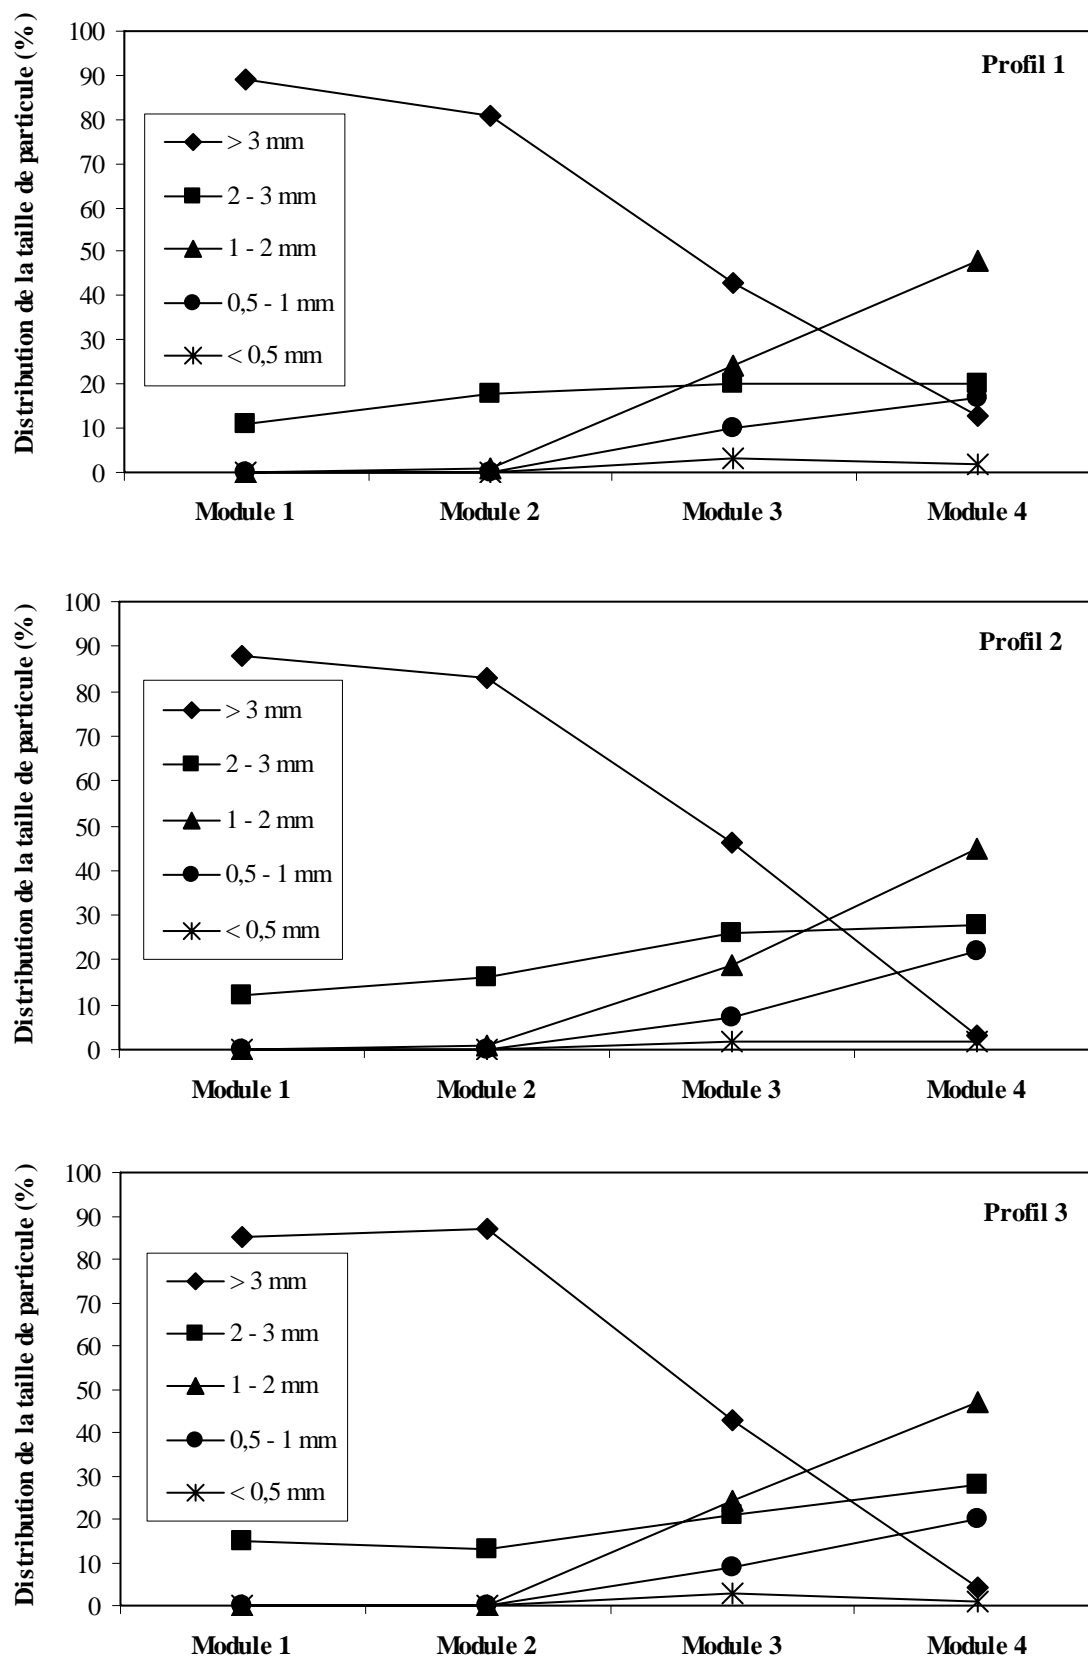 Distribution de la taille de particule (%)
100
90
80
70
60
50
40
30
20
10
0
Profil 1
> 3 mm
2 - 3 mm
1 - 2 mm
0,5 - 1 mm
< 0,5 mm
Module 1 Module 2 Module 3 Module 4
Distribution de la taille de particule (%)
100
90
80
70
60
50
40
30
20
10
0
Profil 2
> 3 mm
2 - 3 mm
1 - 2 mm
0,5 - 1 mm
< 0,5 mm
Module 1 Module 2 Module 3 Module 4
Distribution de la taille de particule (%)
100
90
80
70
60
50
40
30
20
10
0
Profil 3
> 3 mm
2 - 3 mm
1 - 2 mm
0,5 - 1 mm
< 0,5 mm
Module 1 Module 2 Module 3 Module 4